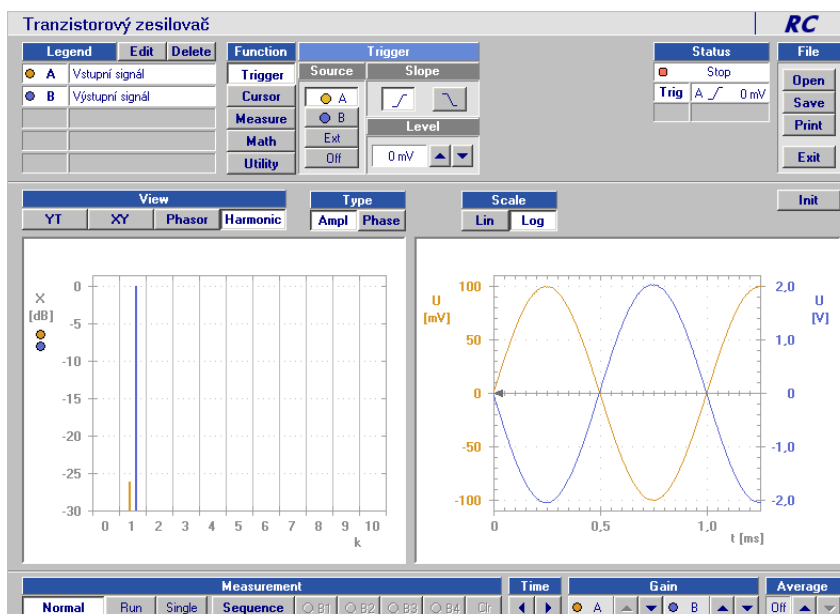 Tranzistorový zesilovač
RC
Legend Edit Delete
A Vstupní signál
B Výstupní signál
Function
Trigger
Cursor
Measure
Math
Utility
Trigger
Source Slope
A
B
Ext
Off
Level
0 mV
Status
Stop
Trig A 0 mV
File
Open
Save
Print
Exit
View
YT XY Phasor Harmonic
Type
Ampl Phase
Scale
Lin Log
Init
X
[dB]
0
-5
-10
-15
-20
-25
-30
0 1 2 3 4 5 6 7 8 9 10
k
U
[mV]
100
50
0
-50
-100
2,0
1,0
0
-1,0
-2,0
U
[V]
0 0,5 1,0
t [ms]
Measurement
Normal Run Single Sequence B1 B2 B3 B4 Clr
Time
Gain
A B
Average
Off